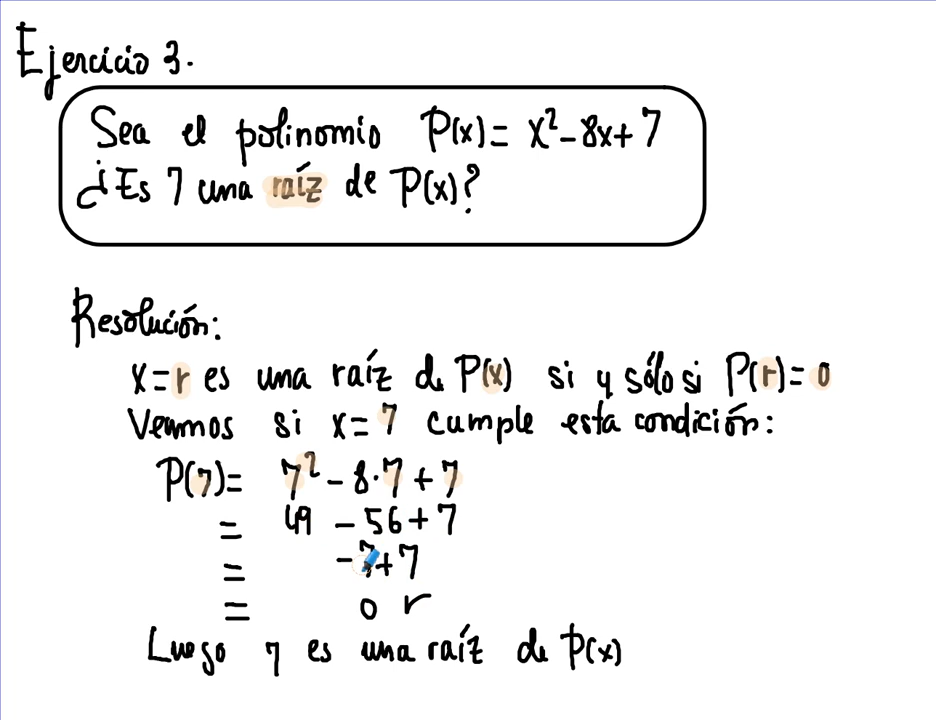 Ejercicio 3.
Sea el polinomio P(x) = x² - 8x + 7
¿Es 7 una raíz de P(x)?
Resolución:
x = r es una raíz de P(x) si y sólo si P(r) = 0
Veamos si x = 7 cumple esta condición:
P(7) = 7² - 8·7 + 7
= 49 - 56 + 7
= -7 + 7
= 0 r
Luego 7 es una raíz de P(x)